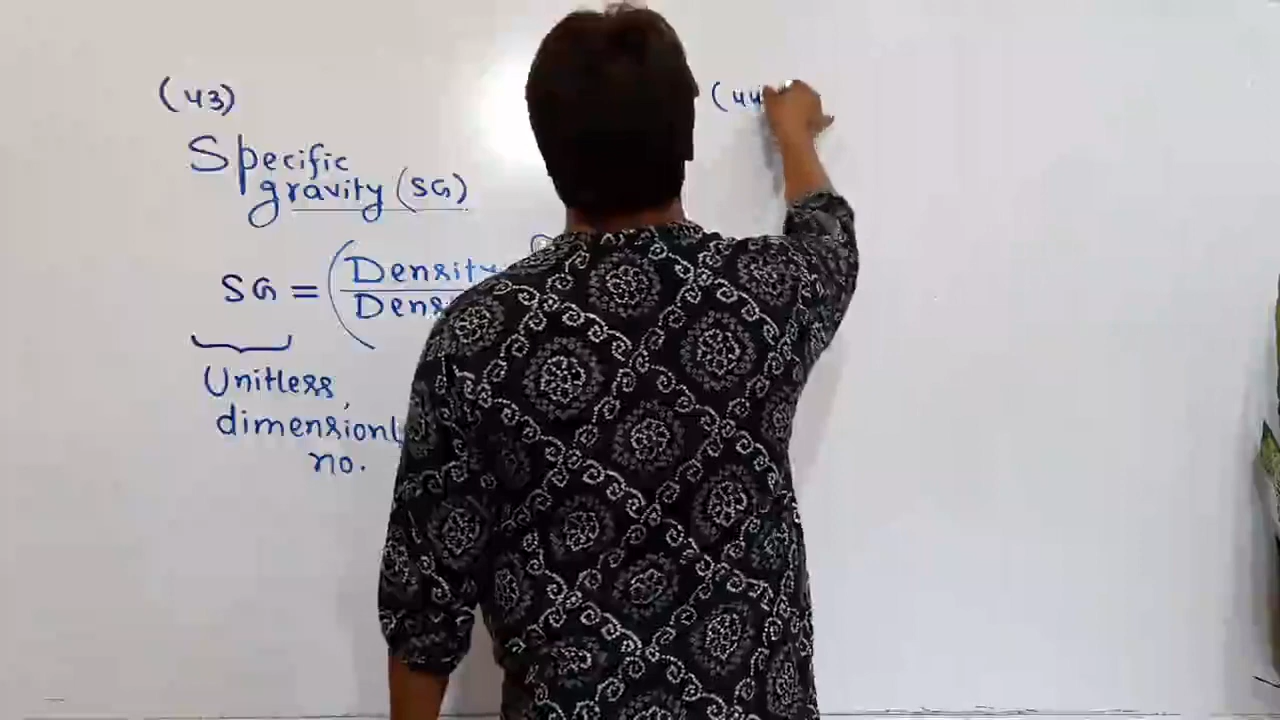 (43)
Specific
gravity (SG)
SG = (Density
Dens
Unitless,
dimensionl
no.
(44